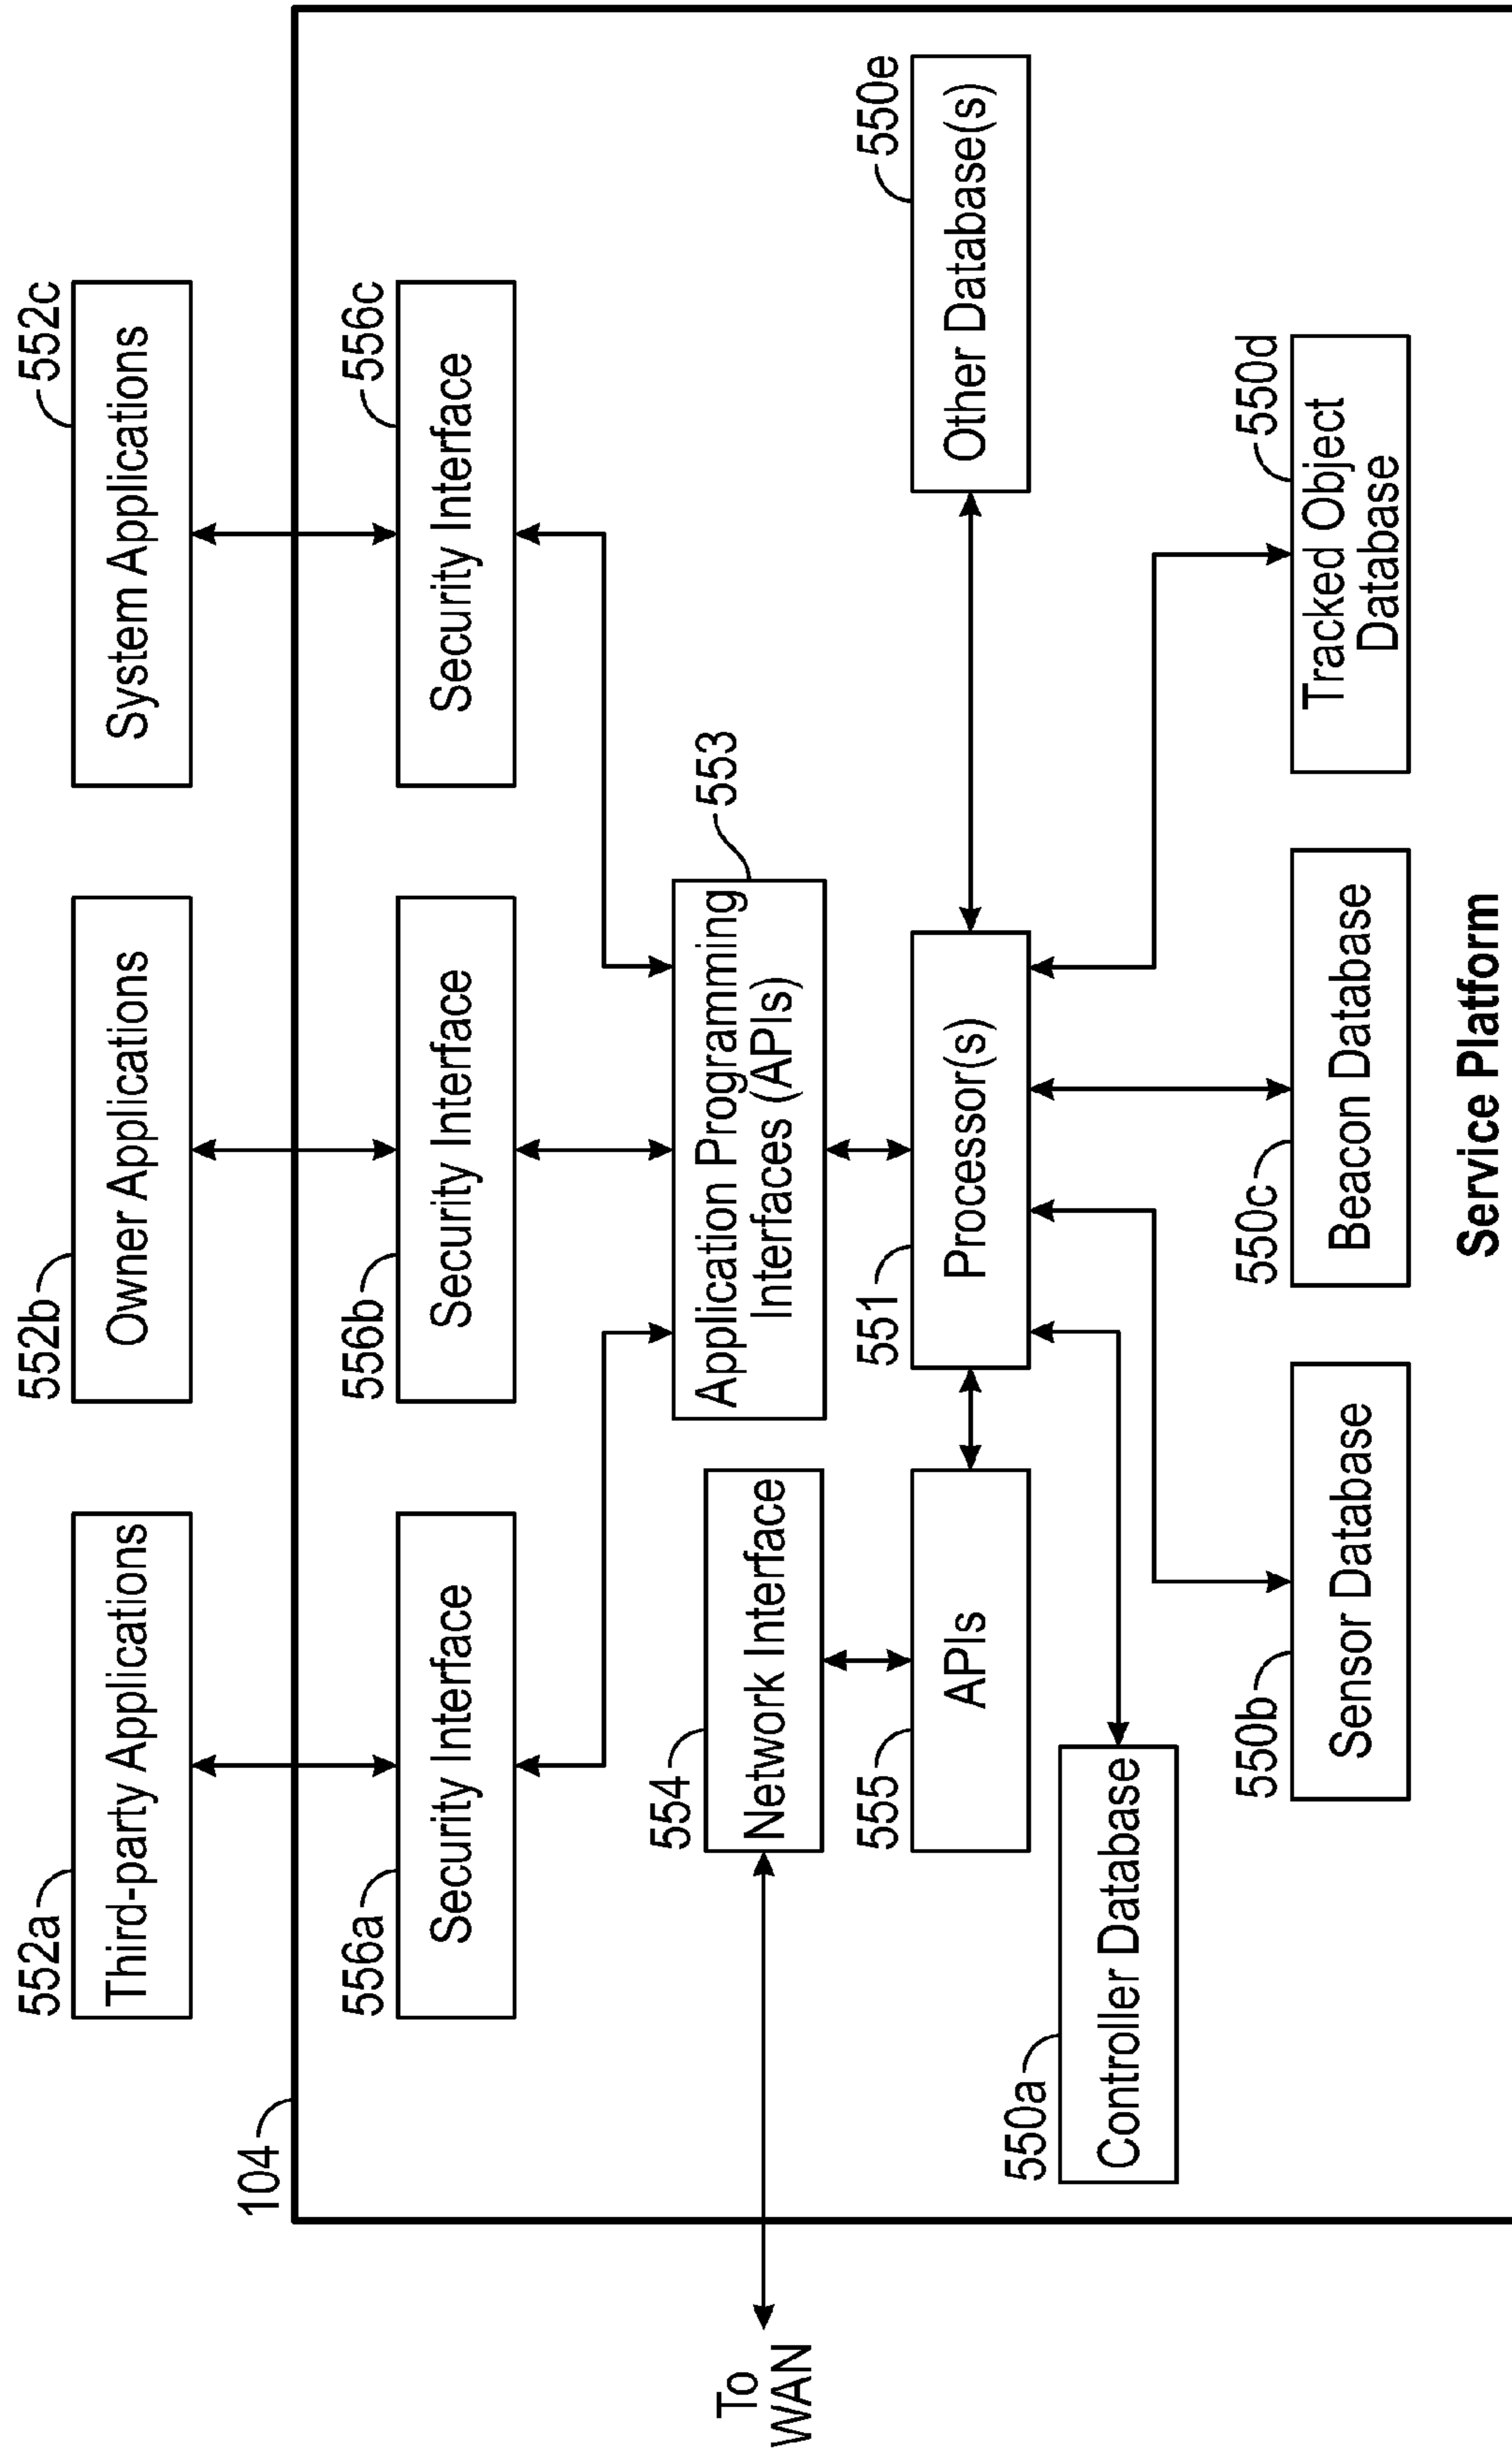 552a
Third-party Applications
552b
Owner Applications
552c
System Applications
104
556a
Security Interface
556b
Security Interface
556c
Security Interface
553
Application Programming
Interfaces (APIs)
554
Network Interface
To
WAN
555
APIs
551
Processor(s)
550e
Other Database(s)
550a
Controller Database
550b
Sensor Database
550c
Beacon Database
550d
Tracked Object
Database
Service Platform